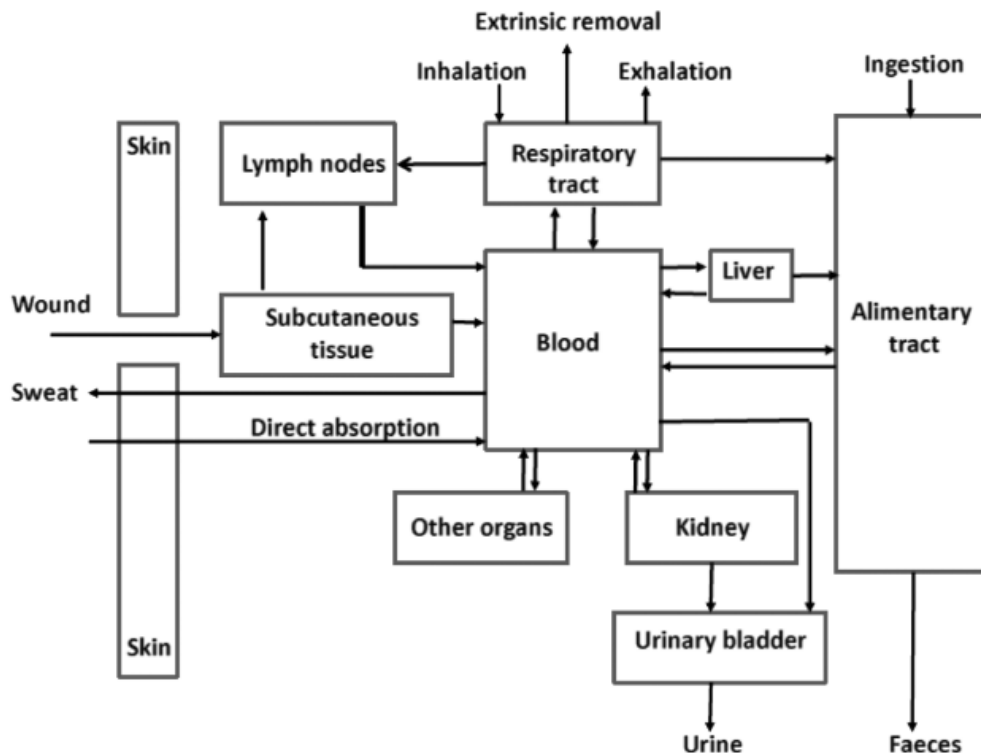 Extrinsic removal
Inhalation
Exhalation
Ingestion
Skin
Lymph nodes
Respiratory
tract
Liver
Wound
Subcutaneous
tissue
Blood
Alimentary
tract
Sweat
Direct absorption
Other organs
Kidney
Skin
Urinary bladder
Urine
Faeces